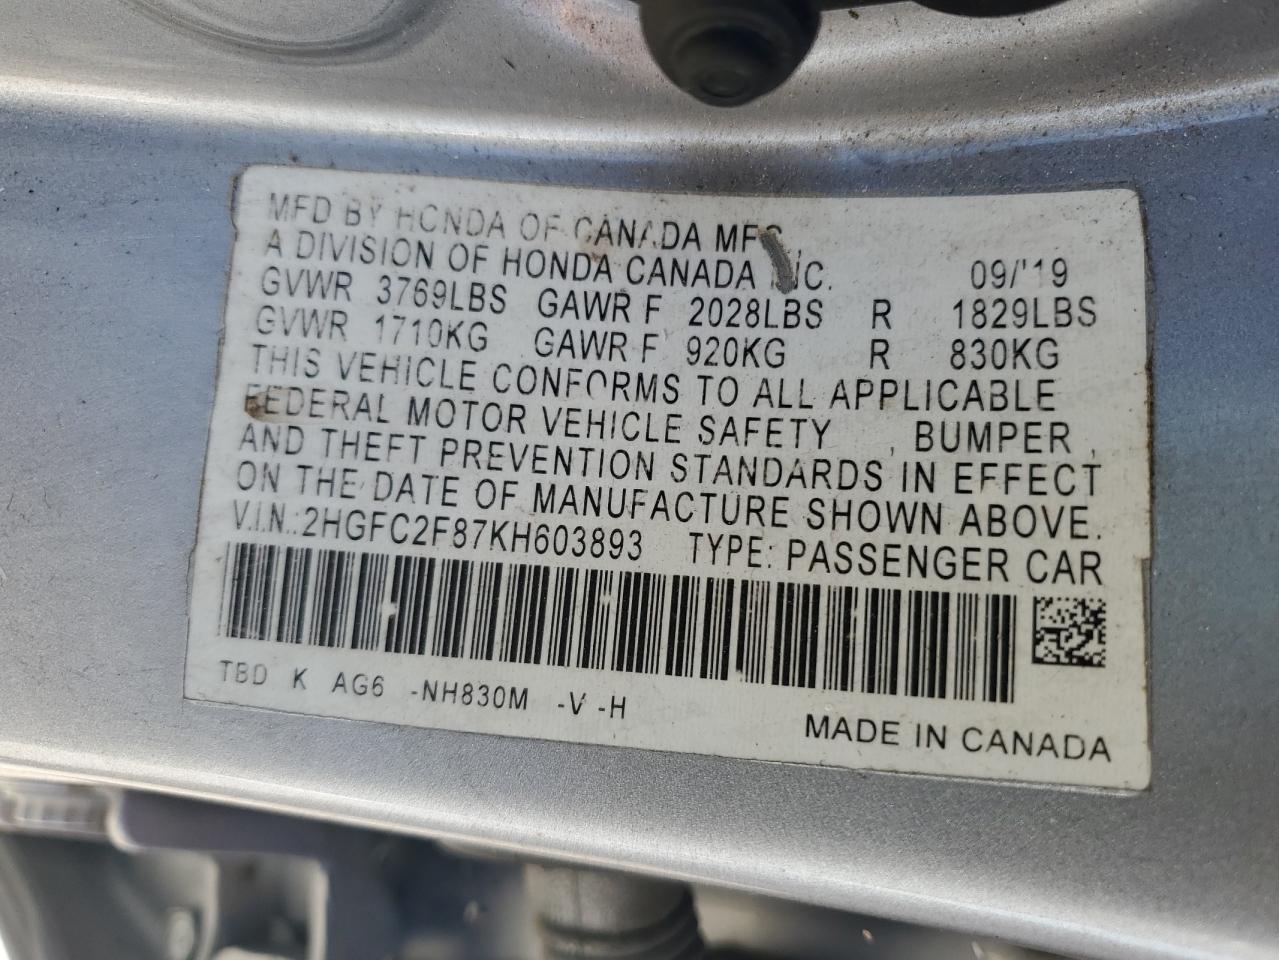 MFD BY HONDA OF CANADA MFG.,
A DIVISION OF HONDA CANADA INC. 09/'19
GVWR 3769LBS GAWR F 2028LBS R 1829LBS
GVWR 1710KG GAWR F 920KG R 830KG
THIS VEHICLE CONFORMS TO ALL APPLICABLE
FEDERAL MOTOR VEHICLE SAFETY , BUMPER ,
AND THEFT PREVENTION STANDARDS IN EFFECT
ON THE DATE OF MANUFACTURE SHOWN ABOVE.
V.I.N.:2HGFC2F87KH603893 TYPE: PASSENGER CAR
TBD K AG6 -NH830M -V -H
MADE IN CANADA